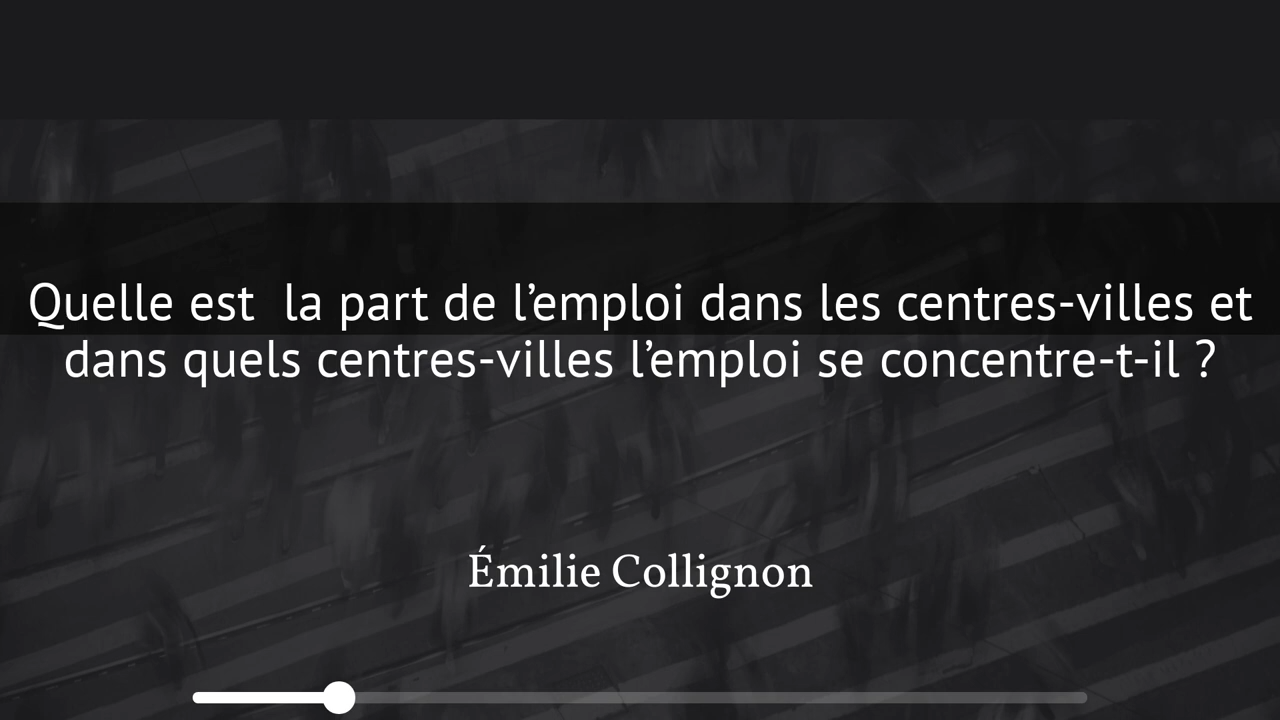 Quelle est  la part de l’emploi dans les centres-villes et
dans quels centres-villes l’emploi se concentre-t-il ?
Émilie Collignon